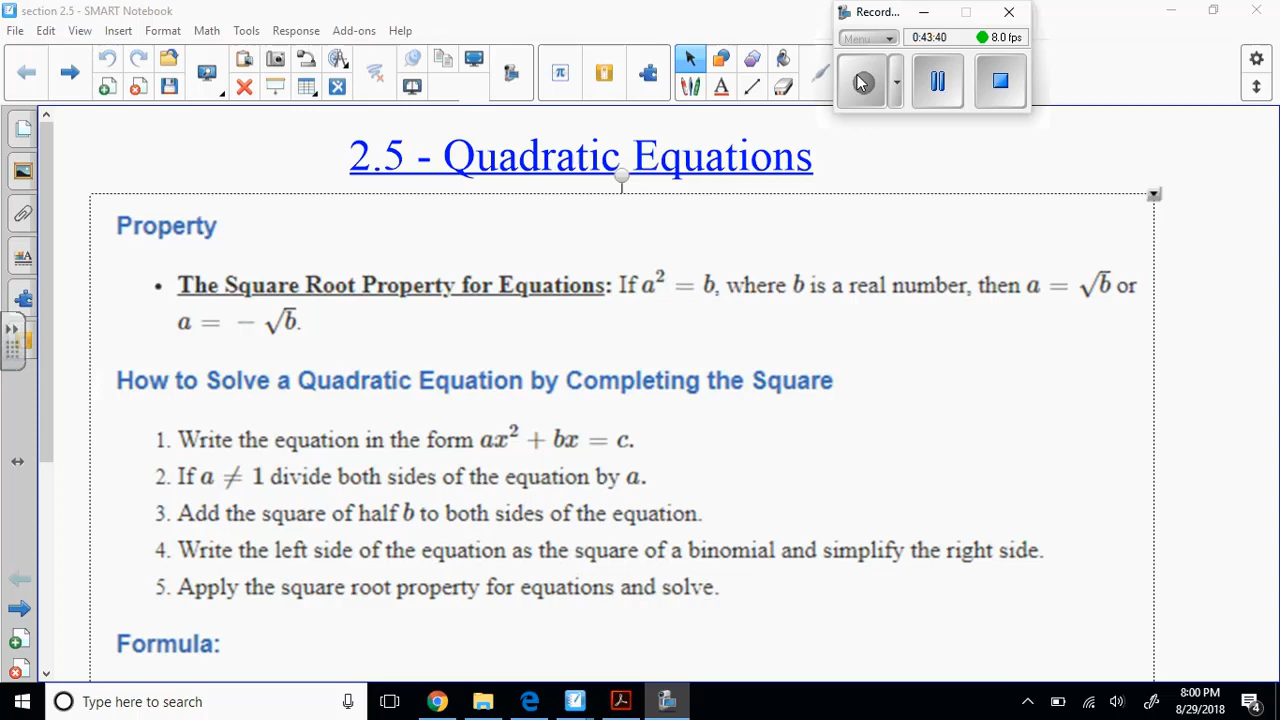 section 2.5 - SMART Notebook
Record...
File Edit View Insert Format Math Tools Response Add-ons Help
Menu 0:43:40 8.0 fps
2.5 - Quadratic Equations
Property
• The Square Root Property for Equations: If a² = b, where b is a real number, then a = √b or
a = − √b.
How to Solve a Quadratic Equation by Completing the Square
1. Write the equation in the form ax² + bx = c.
2. If a ≠ 1 divide both sides of the equation by a.
3. Add the square of half b to both sides of the equation.
4. Write the left side of the equation as the square of a binomial and simplify the right side.
5. Apply the square root property for equations and solve.
Formula:
Type here to search
8:00 PM
8/29/2018
4